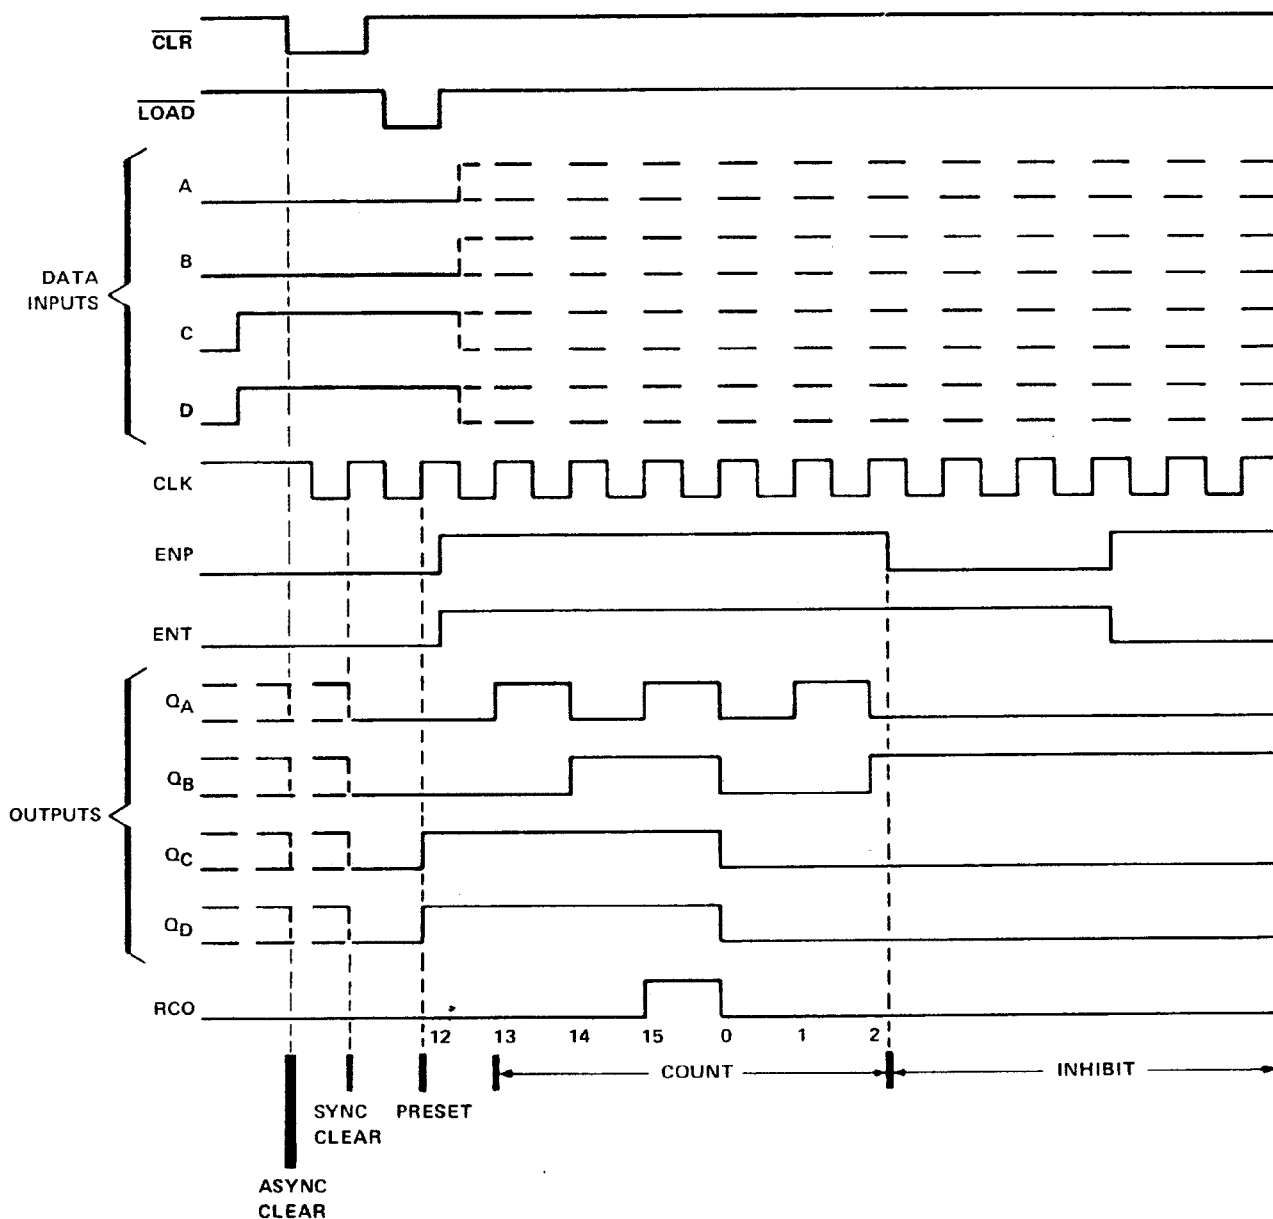 CLR
LOAD
A
B
DATA
INPUTS
C
D
CLK
ENP
ENT
QA
QB
OUTPUTS
QC
QD
RCO
12 13 14 15 0 1 2
COUNT INHIBIT
SYNC
CLEAR
PRESET
ASYNC
CLEAR